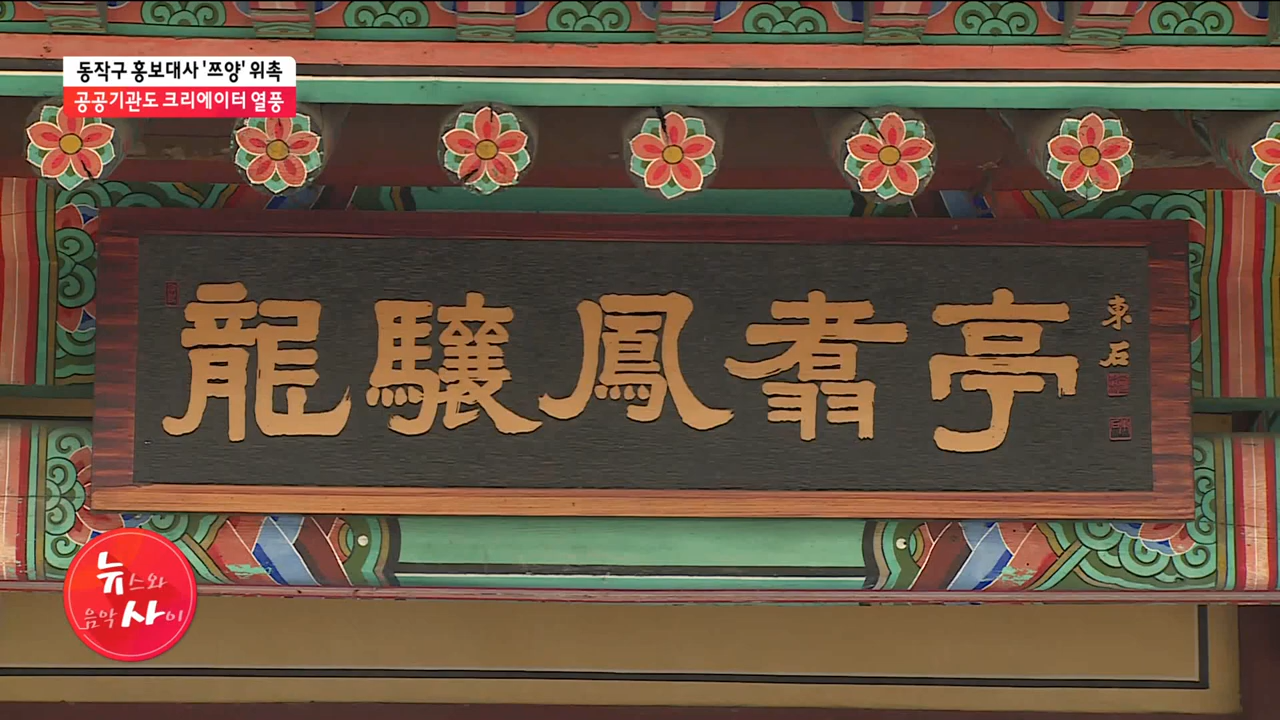 동작구 홍보대사 '쯔양' 위촉
공공기관도 크리에이터 열풍
龍驤鳳翥亭
東石
뉴스와
음악 사이